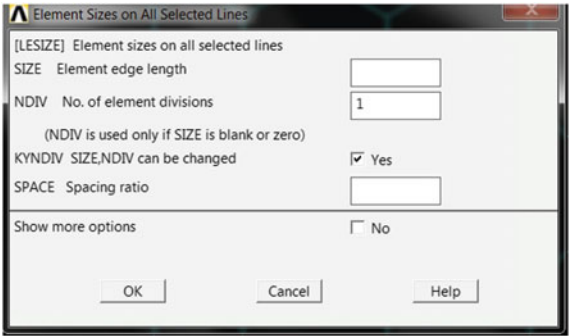 Element Sizes on All Selected Lines
[LESIZE] Element sizes on all selected lines
SIZE Element edge length
NDIV No. of element divisions 1
(NDIV is used only if SIZE is blank or zero)
KYNDIV SIZE,NDIV can be changed Yes
SPACE Spacing ratio
Show more options No
OK Cancel Help